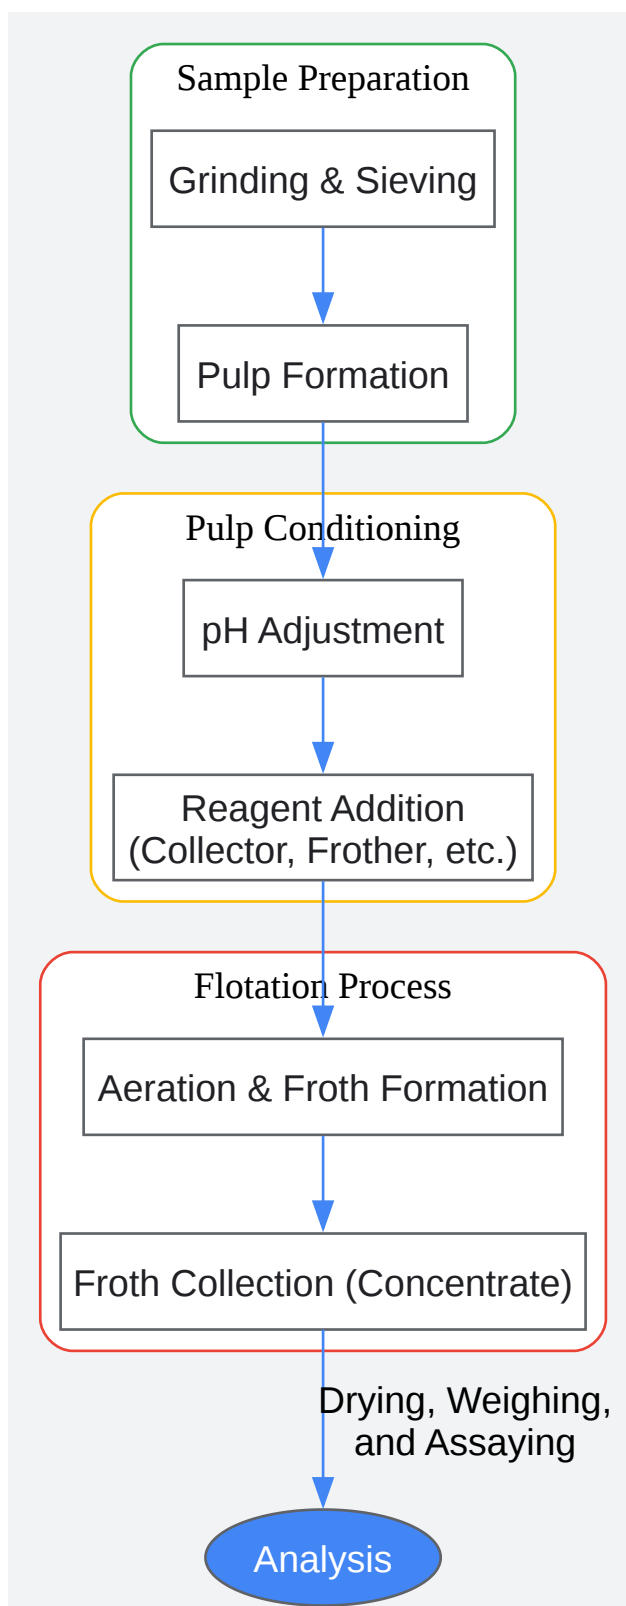 Sample Preparation
Grinding & Sieving
Pulp Formation
Pulp Conditioning
pH Adjustment
Reagent Addition
(Collector, Frother, etc.)
Flotation Process
Aeration & Froth Formation
Froth Collection (Concentrate)
Drying, Weighing,
and Assaying
Analysis